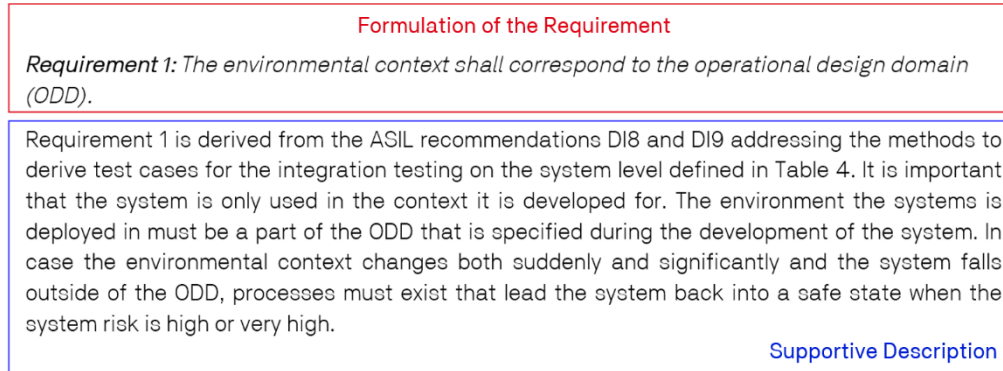 Formulation of the Requirement
Requirement 1: The environmental context shall correspond to the operational design domain
(ODD).
Requirement 1 is derived from the ASIL recommendations DI8 and DI9 addressing the methods to
derive test cases for the integration testing on the system level defined in Table 4. It is important
that the system is only used in the context it is developed for. The environment the systems is
deployed in must be a part of the ODD that is specified during the development of the system. In
case the environmental context changes both suddenly and significantly and the system falls
outside of the ODD, processes must exist that lead the system back into a safe state when the
system risk is high or very high.
Supportive Description